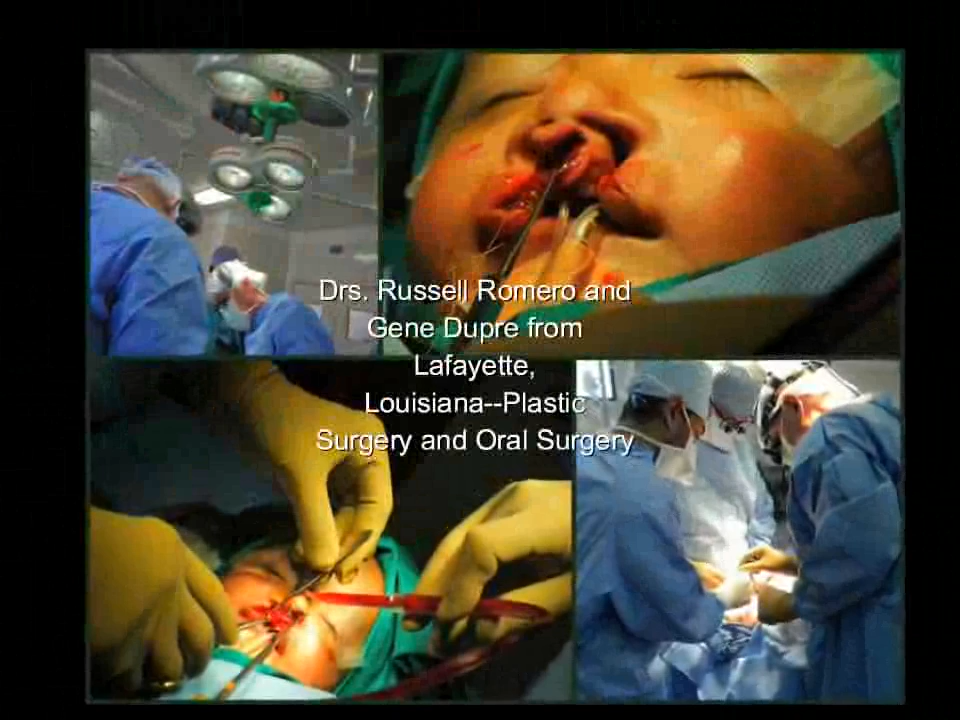 Drs. Russell Romero and
Gene Dupre from
Lafayette,
Louisiana--Plastic
Surgery and Oral Surgery